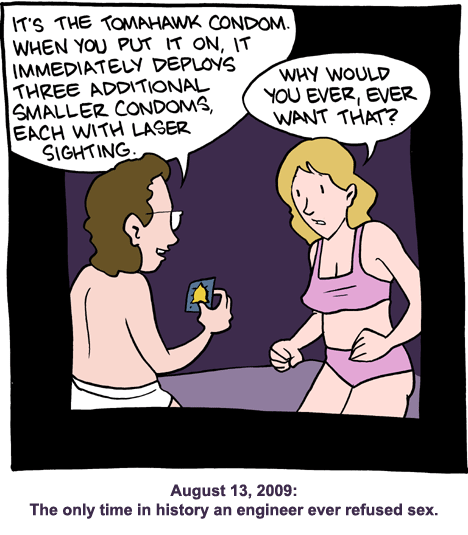 IT'S THE TOMAHAWK CONDOM.
WHEN YOU PUT IT ON, IT
IMMEDIATELY DEPLOYS
THREE ADDITIONAL
SMALLER CONDOMS,
EACH WITH LASER
SIGHTING.
WHY WOULD
YOU EVER, EVER
WANT THAT?
August 13, 2009:
The only time in history an engineer ever refused sex.